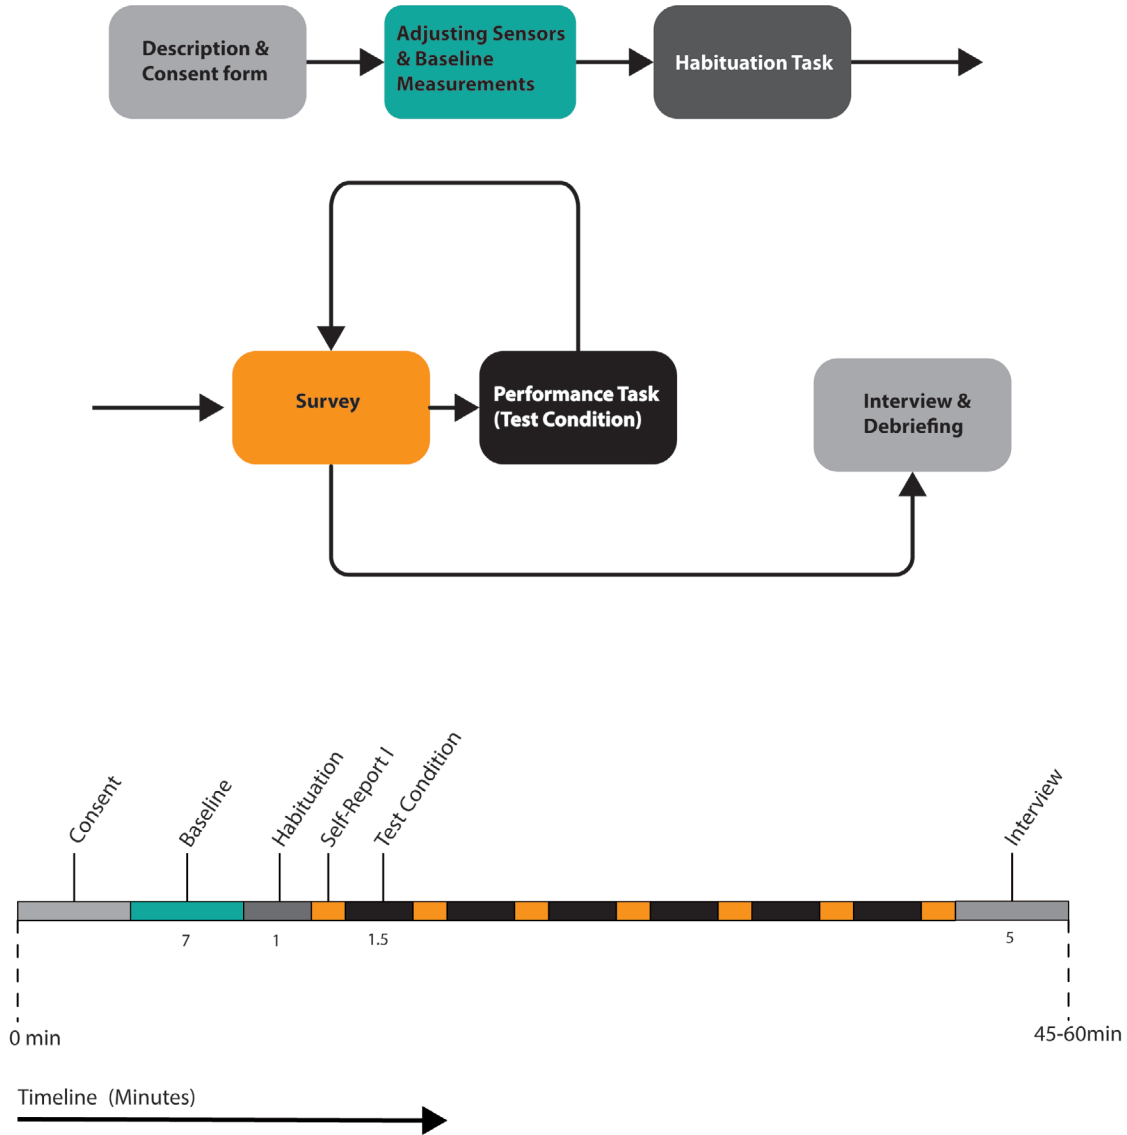 Description &
Consent form
Adjusting Sensors
& Baseline
Measurements
Habituation Task
Survey
Performance Task
(Test Condition)
Interview &
Debriefing
Consent
Baseline
Habituation
Self-Report I
Test Condition
Interview
7
1
1.5
5
0 min
45-60min
Timeline (Minutes)